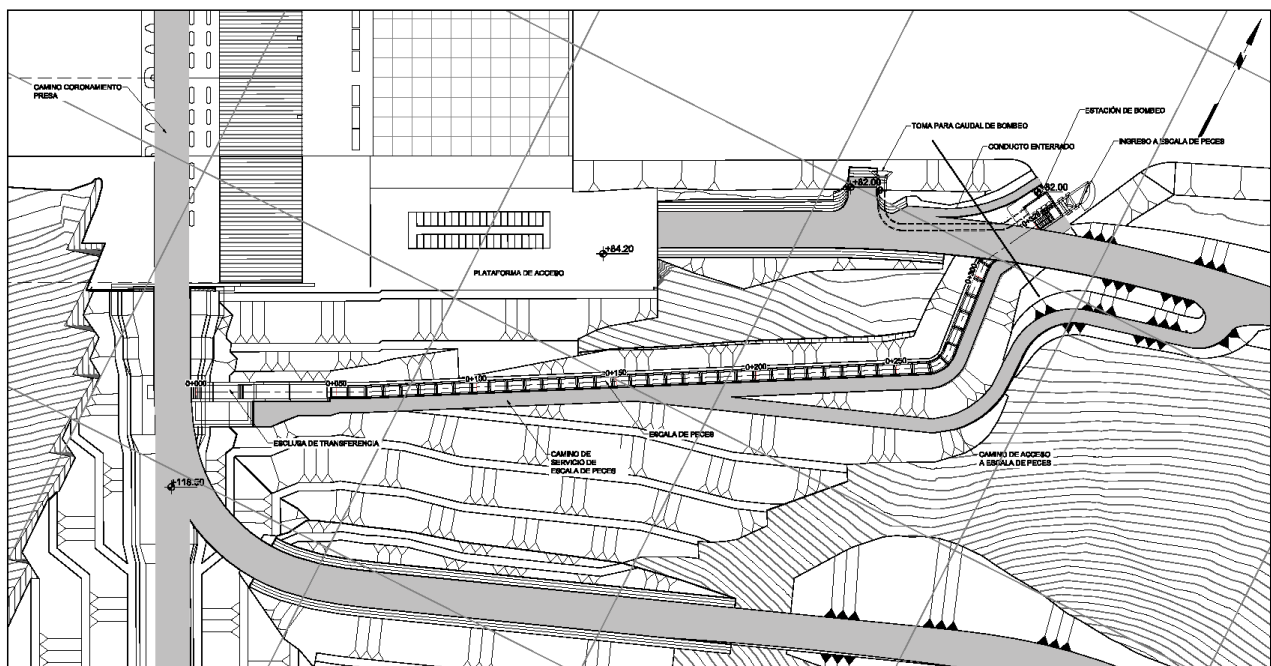 CAMINO CORONAMIENTO
PRESA
TOMA PARA CAUDAL DE BOMBEO
ESTACIÓN DE BOMBEO
CONDUCTO ENTERRADO
INGRESO A ESCALA DE PECES
N
+82.00
+82.00
+84.20
PLATAFORMA DE ACCESO
0+300
0+000
0+050
0+100
0+150
0+200
0+250
ESCLUSA DE TRANSFERENCIA
ESCALA DE PECES
CAMINO DE
SERVICIO DE
ESCALA DE PECES
CAMINO DE ACCESO
A ESCALA DE PECES
+118.50